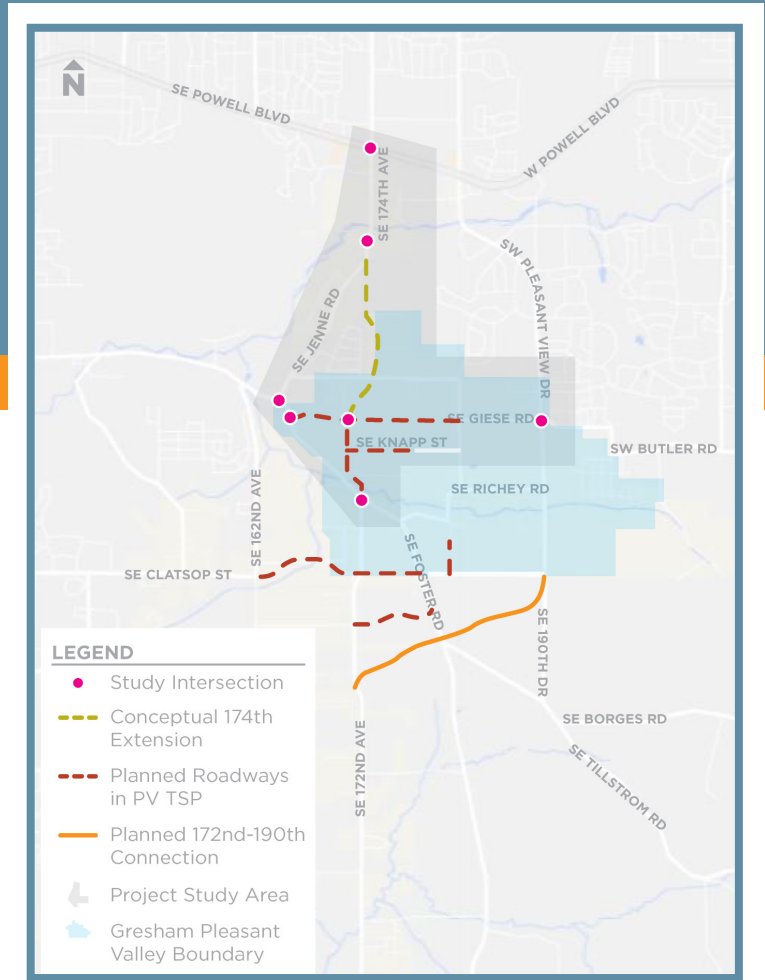 N
SE POWELL BLVD
W POWELL BLVD
SE 174TH AVE
SW PLEASANT VIEW DR
SE JENNE RD
SE GIESE RD
SE KNAPP ST
SW BUTLER RD
SE RICHEY RD
SE 162ND AVE
SE FOSTER RD
SE CLATSOP ST
SE 190TH DR
SE 172ND AVE
SE BORGES RD
SE TILLSTROM RD
LEGEND
Study Intersection
Conceptual 174th
Extension
Planned Roadways
in PV TSP
Planned 172nd-190th
Connection
Project Study Area
Gresham Pleasant
Valley Boundary